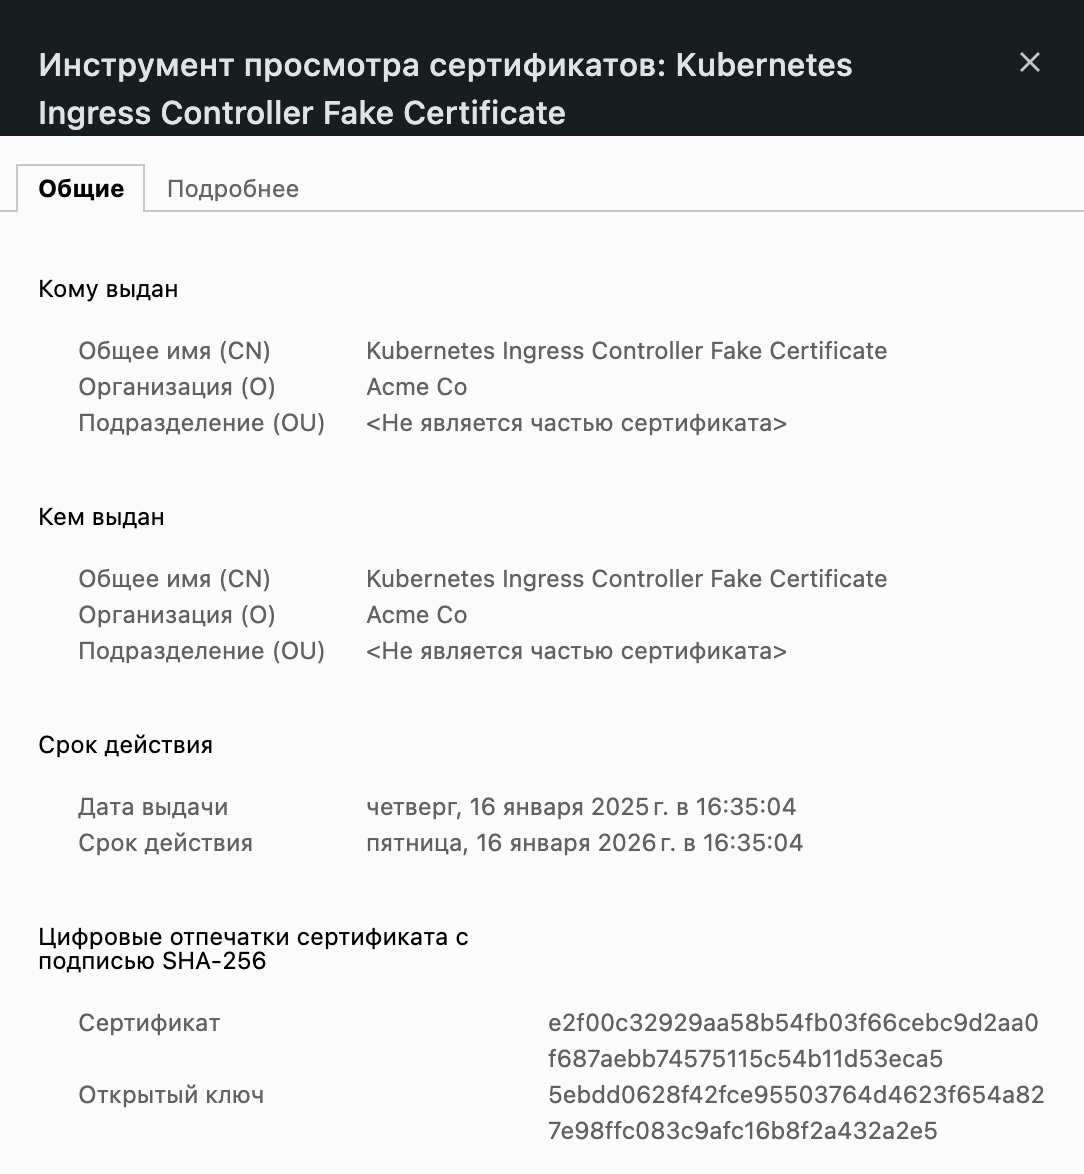 Инструмент просмотра сертификатов: Kubernetes
Ingress Controller Fake Certificate
Общие
Подробнее
Кому выдан
Общее имя (CN) Kubernetes Ingress Controller Fake Certificate
Организация (O) Acme Co
Подразделение (OU) <Не является частью сертификата>
Кем выдан
Общее имя (CN) Kubernetes Ingress Controller Fake Certificate
Организация (O) Acme Co
Подразделение (OU) <Не является частью сертификата>
Срок действия
Дата выдачи четверг, 16 января 2025 г. в 16:35:04
Срок действия пятница, 16 января 2026 г. в 16:35:04
Цифровые отпечатки сертификата с
подписью SHA-256
Сертификат e2f00c32929aa58b54fb03f66cebc9d2aa0
f687aebb74575115c54b11d53eca5
Открытый ключ 5ebdd0628f42fce95503764d4623f654a82
7e98ffc083c9afc16b8f2a432a2e5